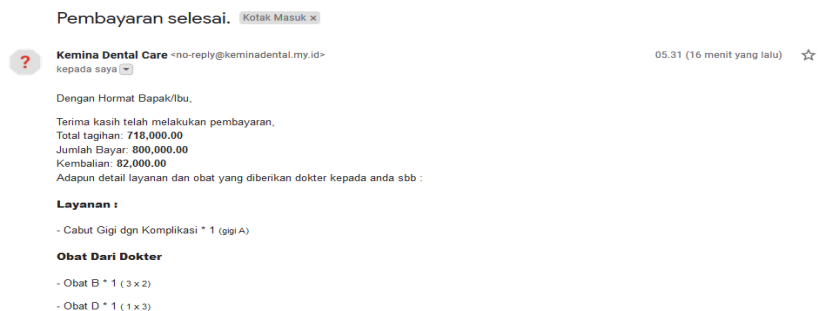 Pembayaran selesai. Kotak Masuk ×
Kemina Dental Care <no-reply@keminadental.my.id> 05.31 (16 menit yang lalu)
kepada saya
?
Dengan Hormat Bapak/Ibu,
Terima kasih telah melakukan pembayaran,
Total tagihan: 718,000.00
Jumlah Bayar: 800,000.00
Kembalian: 82,000.00
Adapun detail layanan dan obat yang diberikan dokter kepada anda sbb :
Layanan :
- Cabut Gigi dgn Komplikasi * 1 (gigi A)
Obat Dari Dokter
- Obat B * 1 ( 3 x 2)
- Obat D * 1 ( 1 x 3)